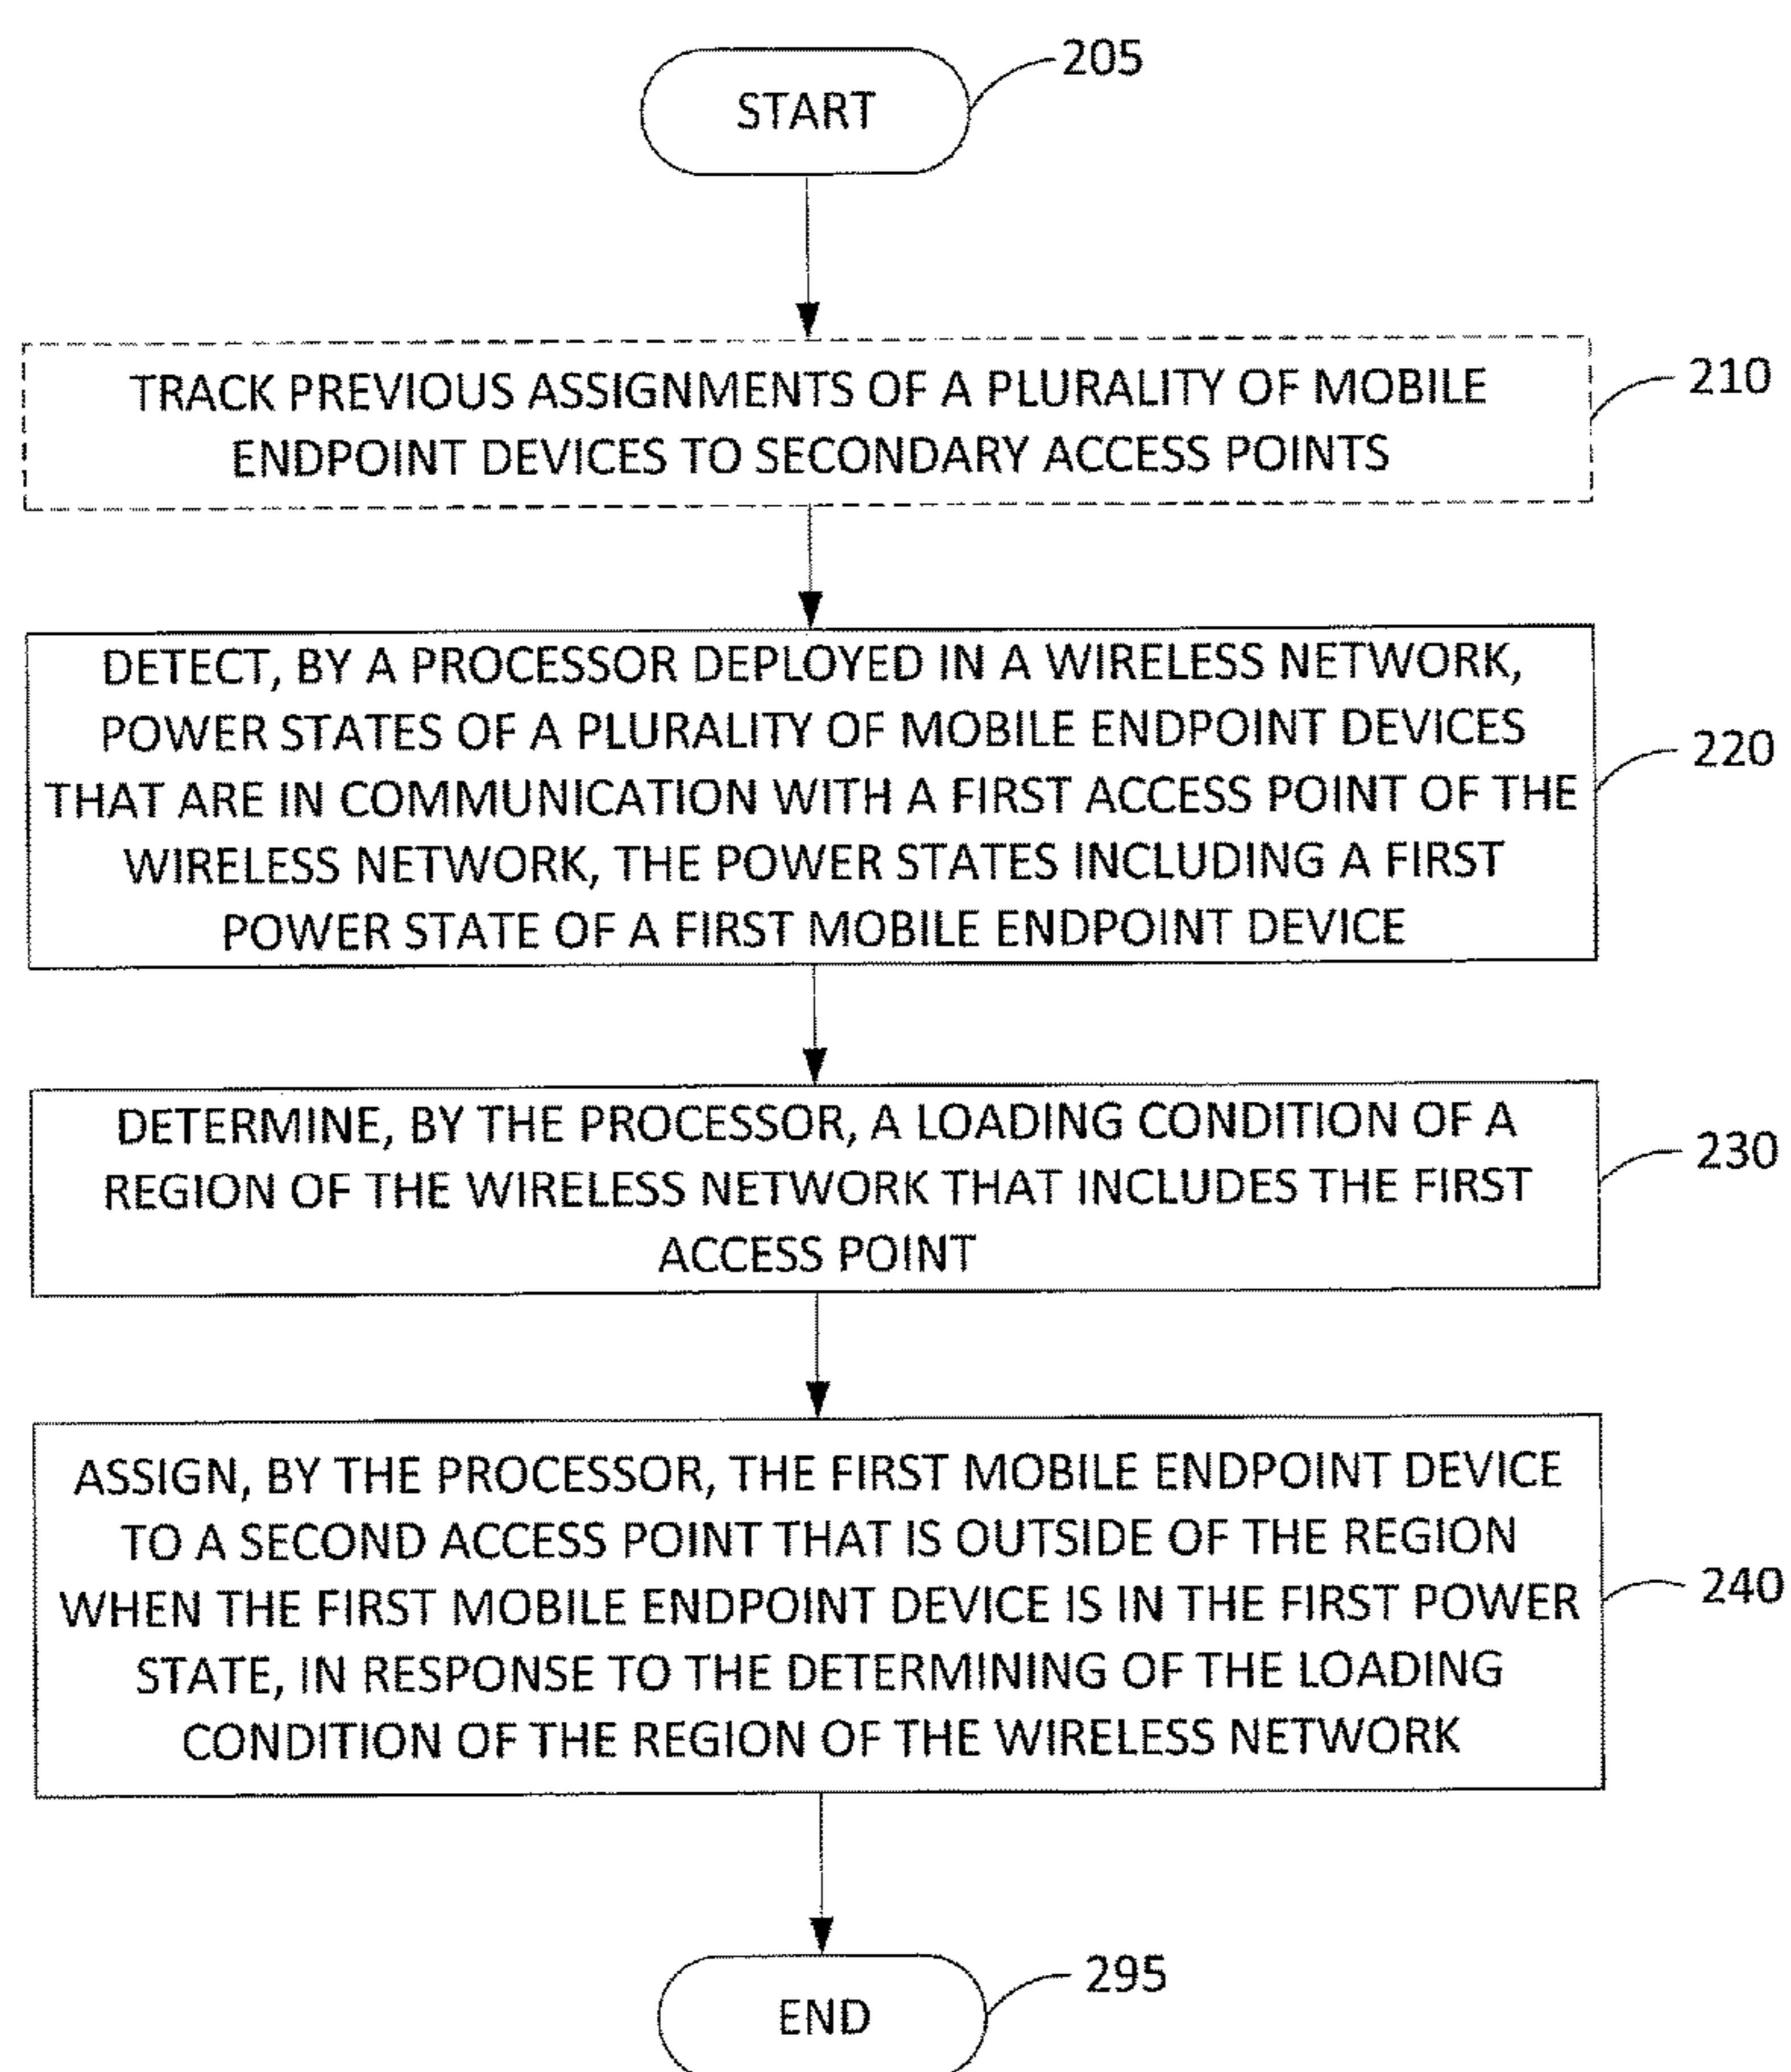 START
205
TRACK PREVIOUS ASSIGNMENTS OF A PLURALITY OF MOBILE
ENDPOINT DEVICES TO SECONDARY ACCESS POINTS
210
DETECT, BY A PROCESSOR DEPLOYED IN A WIRELESS NETWORK,
POWER STATES OF A PLURALITY OF MOBILE ENDPOINT DEVICES
THAT ARE IN COMMUNICATION WITH A FIRST ACCESS POINT OF THE
WIRELESS NETWORK, THE POWER STATES INCLUDING A FIRST
POWER STATE OF A FIRST MOBILE ENDPOINT DEVICE
220
DETERMINE, BY THE PROCESSOR, A LOADING CONDITION OF A
REGION OF THE WIRELESS NETWORK THAT INCLUDES THE FIRST
ACCESS POINT
230
ASSIGN, BY THE PROCESSOR, THE FIRST MOBILE ENDPOINT DEVICE
TO A SECOND ACCESS POINT THAT IS OUTSIDE OF THE REGION
WHEN THE FIRST MOBILE ENDPOINT DEVICE IS IN THE FIRST POWER
STATE, IN RESPONSE TO THE DETERMINING OF THE LOADING
CONDITION OF THE REGION OF THE WIRELESS NETWORK
240
END
295